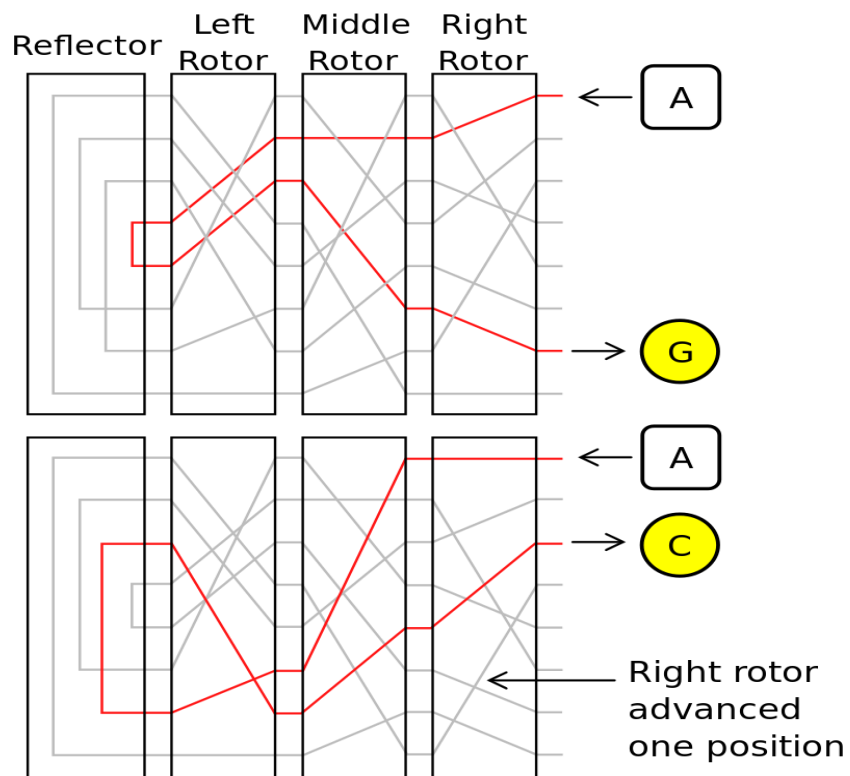 Reflector
Left
Rotor
Middle
Rotor
Right
Rotor
A
G
A
C
Right rotor
advanced
one position